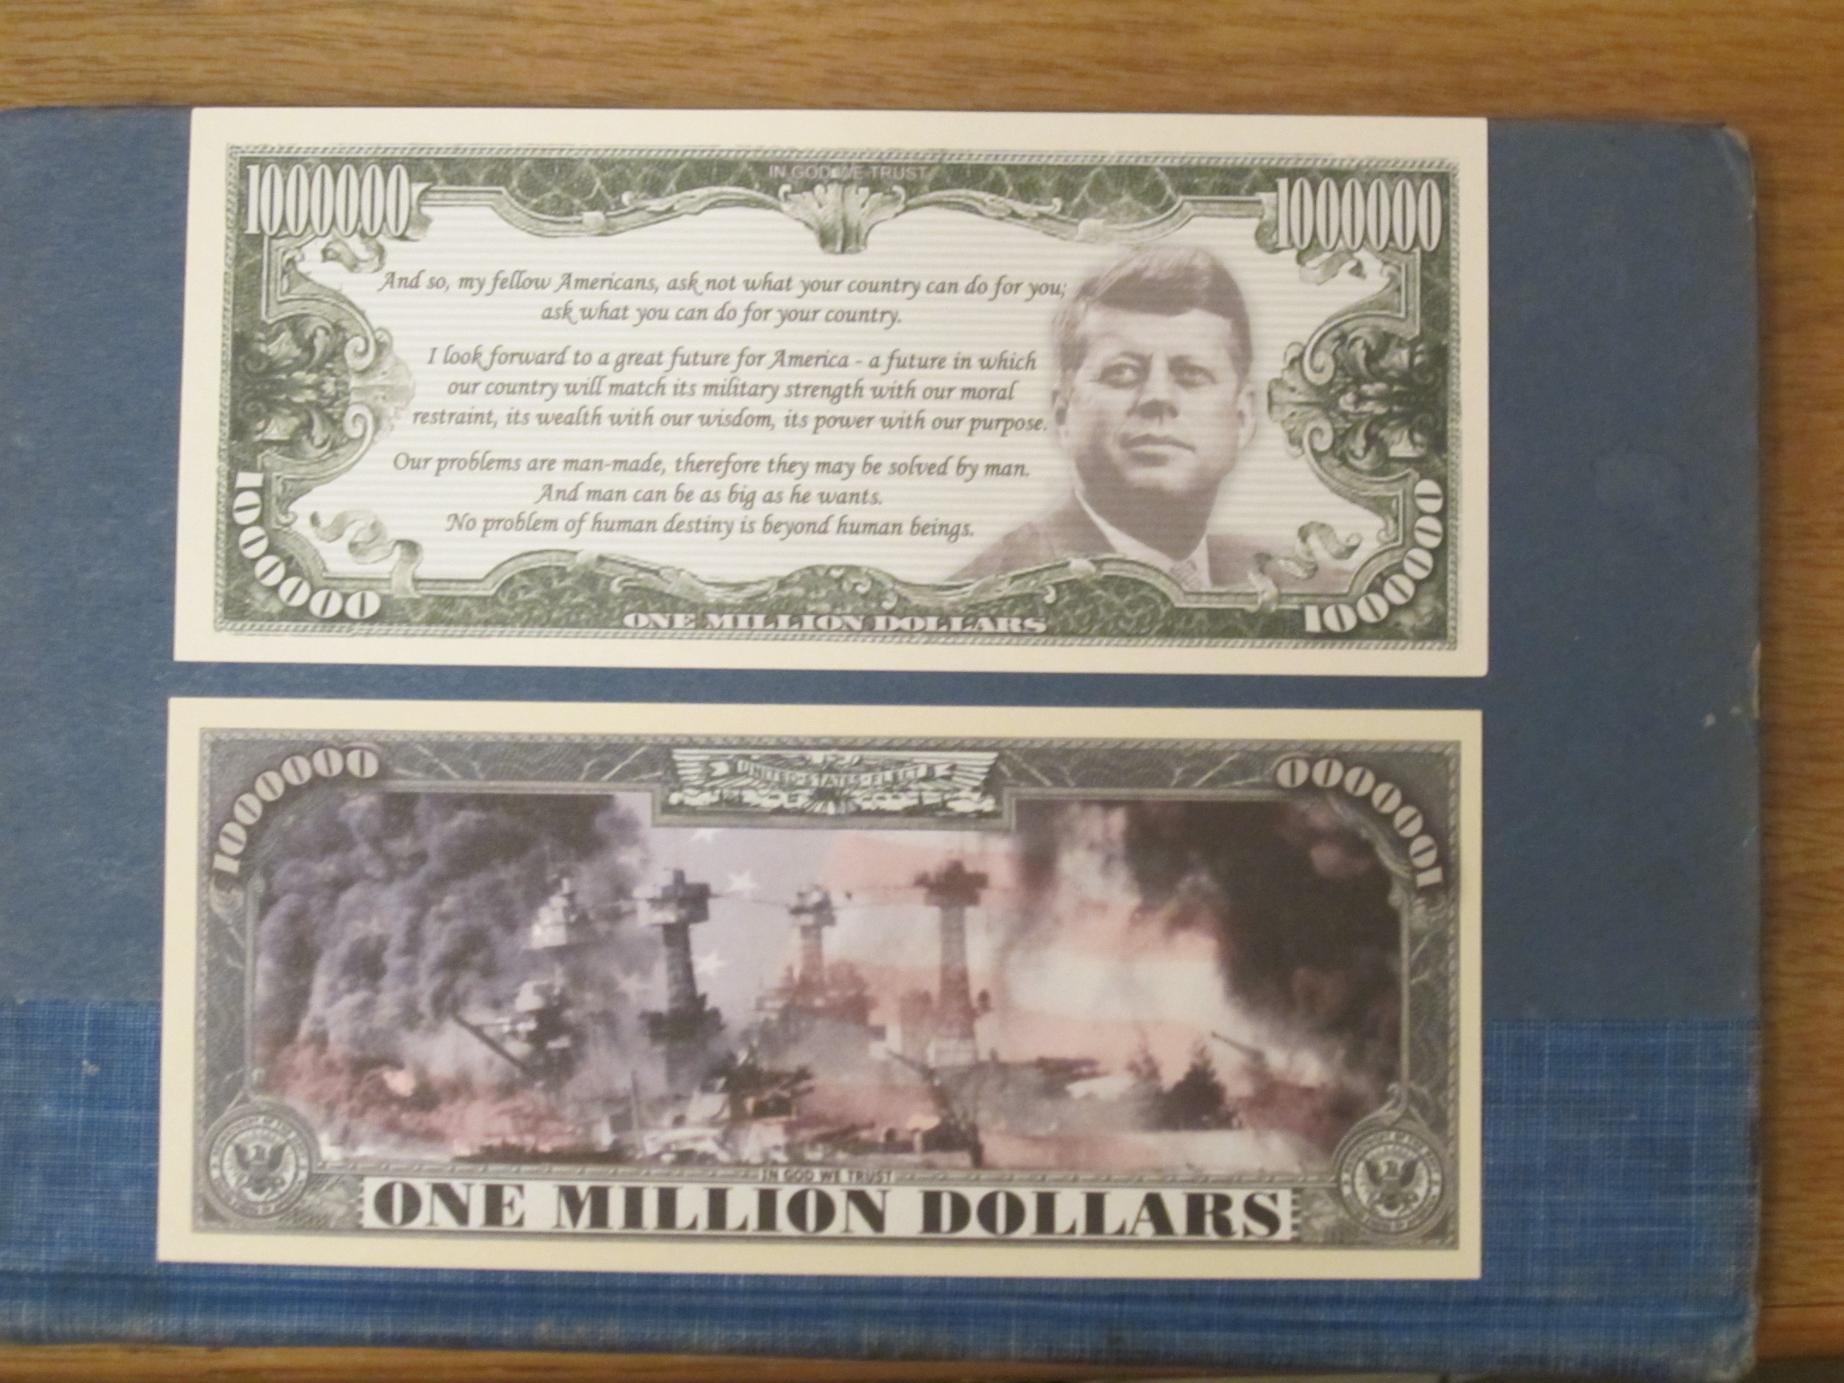 IN GOD WE TRUST
1000000 1000000
And so, my fellow Americans, ask not what your country can do for you;
ask what you can do for your country.
I look forward to a great future for America - a future in which
our country will match its military strength with our moral
restraint, its wealth with our wisdom, its power with our purpose.
Our problems are man-made, therefore they may be solved by man.
And man can be as big as he wants.
No problem of human destiny is beyond human beings.
1000000 1000000
ONE MILLION DOLLARS
1000000 1000000
UNITED STATES FLEET
IN GOD WE TRUST
ONE MILLION DOLLARS